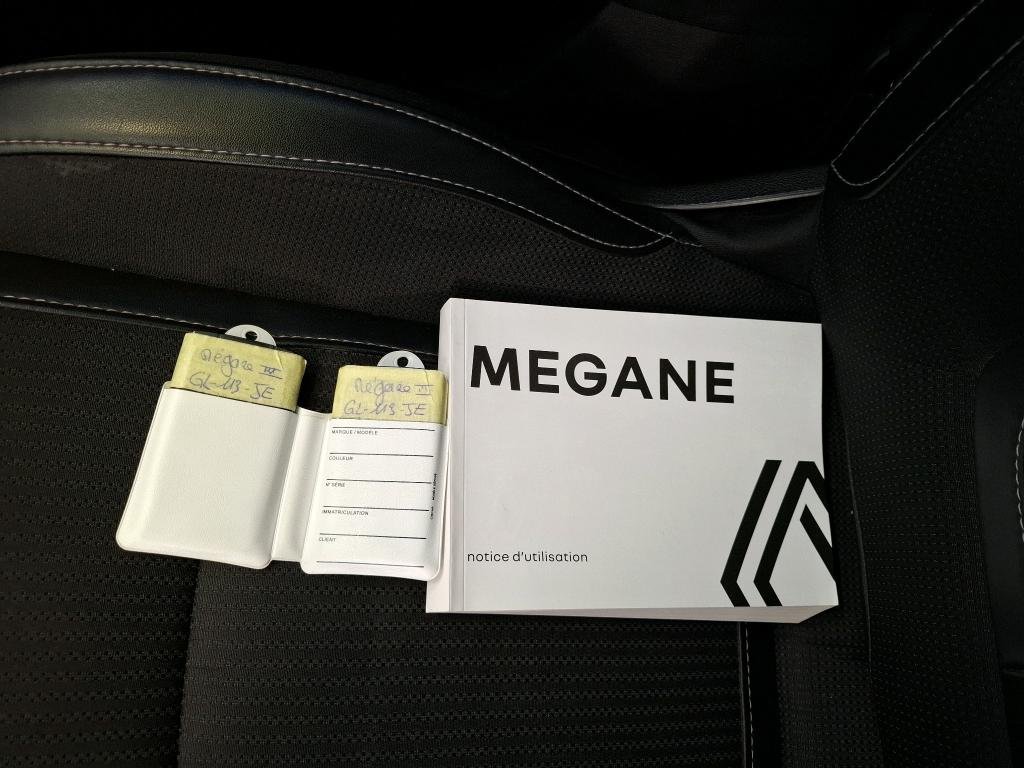 Mégane IV
GL-113-JE
Mégane IV
GL-113-JE
MARQUE / MODÈLE
COULEUR
N° SÉRIE
IMMATRICULATION
CLIENT
MEGANE
notice d'utilisation